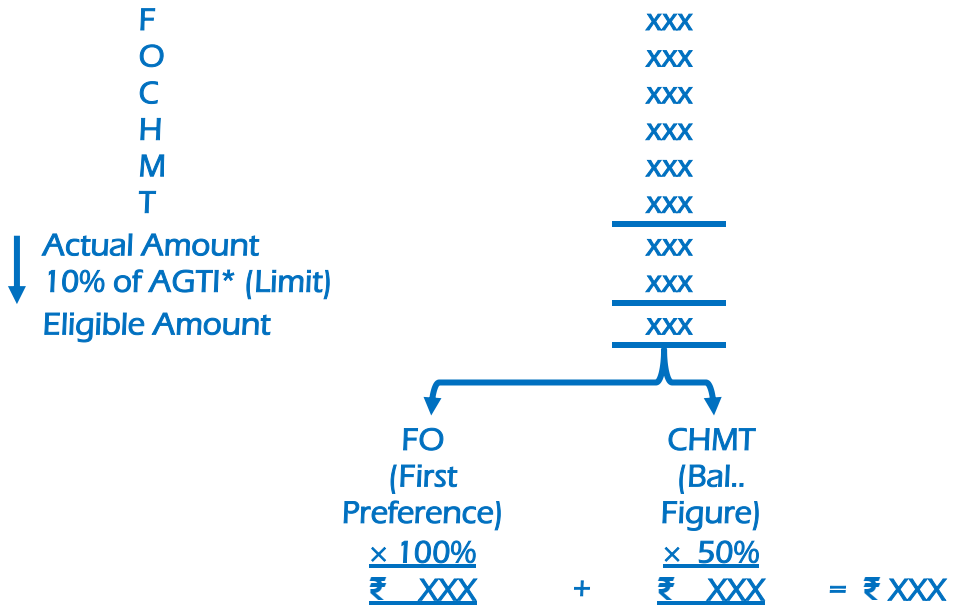 F xxx
O xxx
C xxx
H xxx
M xxx
T xxx
Actual Amount xxx
10% of AGTI* (Limit) xxx
Eligible Amount xxx
FO CHMT
(First (Bal..
Preference) Figure)
× 100% × 50%
₹ XXX + ₹ XXX = ₹ XXX